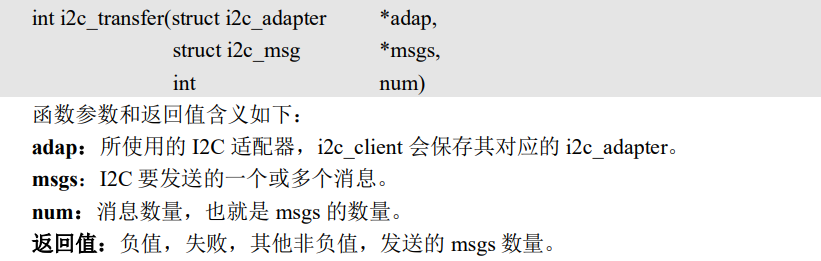 int i2c_transfer(struct i2c_adapter *adap,
struct i2c_msg *msgs,
int num)
函数参数和返回值含义如下：
adap：所使用的 I2C 适配器，i2c_client 会保存其对应的 i2c_adapter。
msgs：I2C 要发送的一个或多个消息。
num：消息数量，也就是 msgs 的数量。
返回值：负值，失败，其他非负值，发送的 msgs 数量。